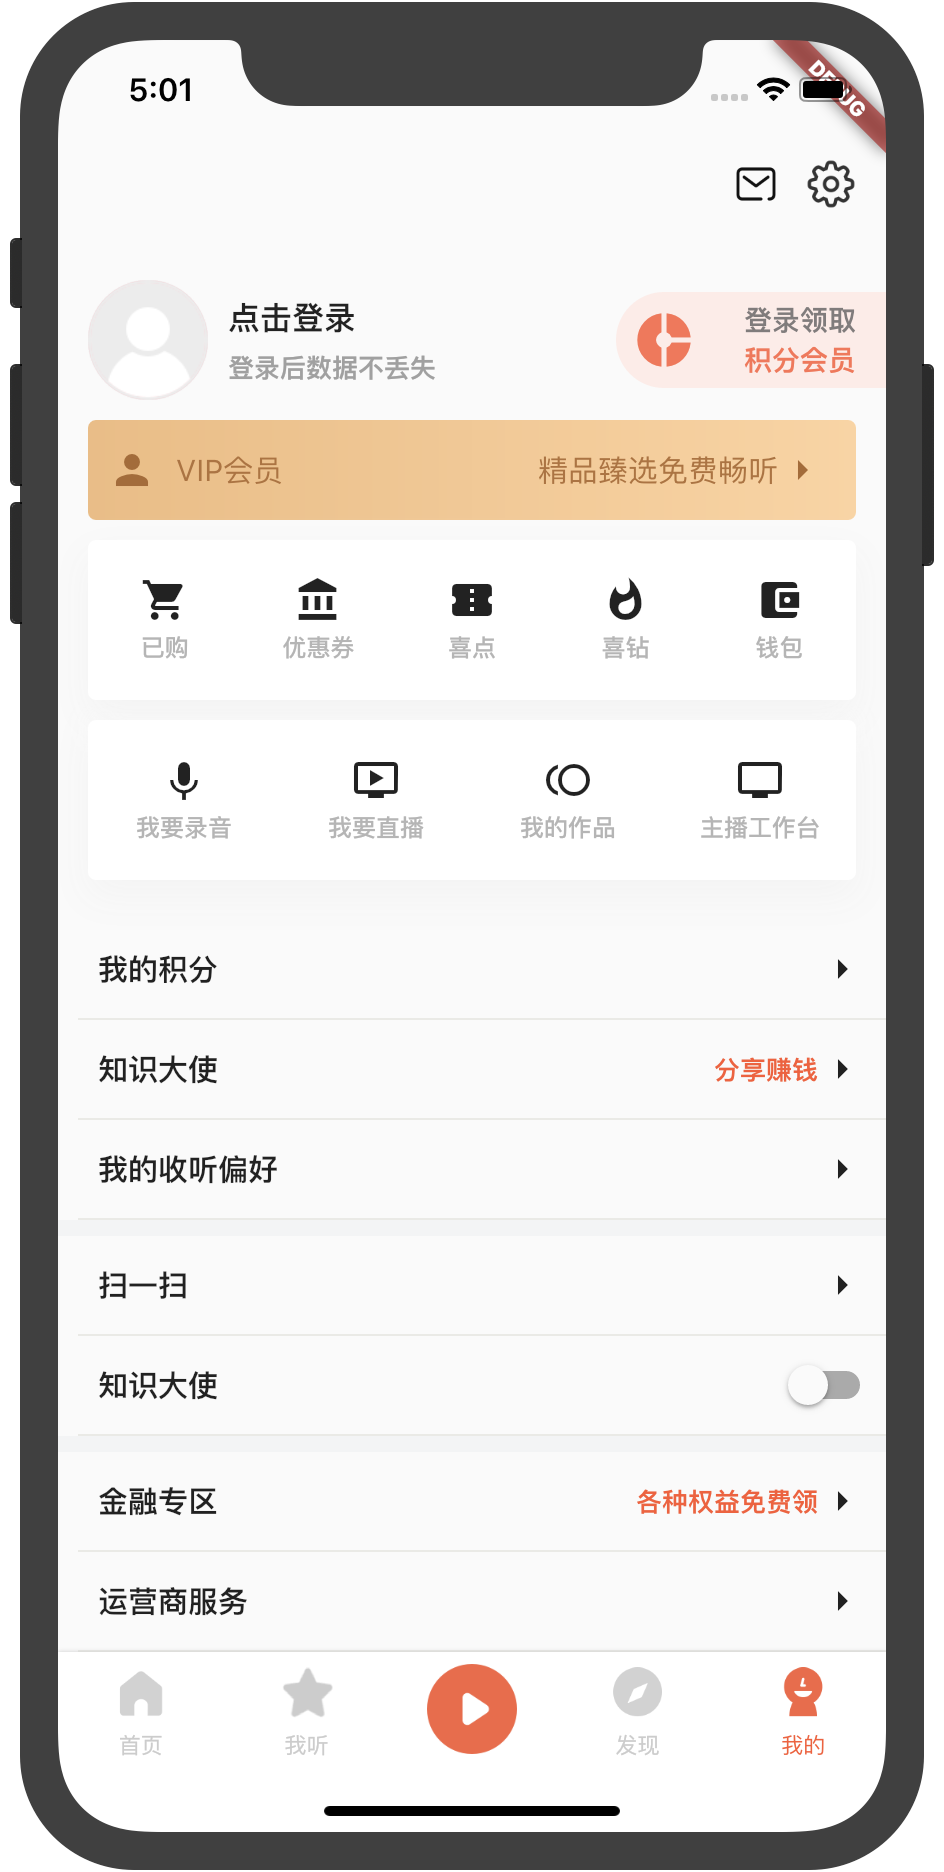 5:01
DEBUG
点击登录
登录后数据不丢失
登录领取
积分会员
VIP会员
精品臻选免费畅听
已购
优惠券
喜点
喜钻
钱包
我要录音
我要直播
我的作品
主播工作台
我的积分
知识大使
分享赚钱
我的收听偏好
扫一扫
知识大使
金融专区
各种权益免费领
运营商服务
首页
我听
发现
我的